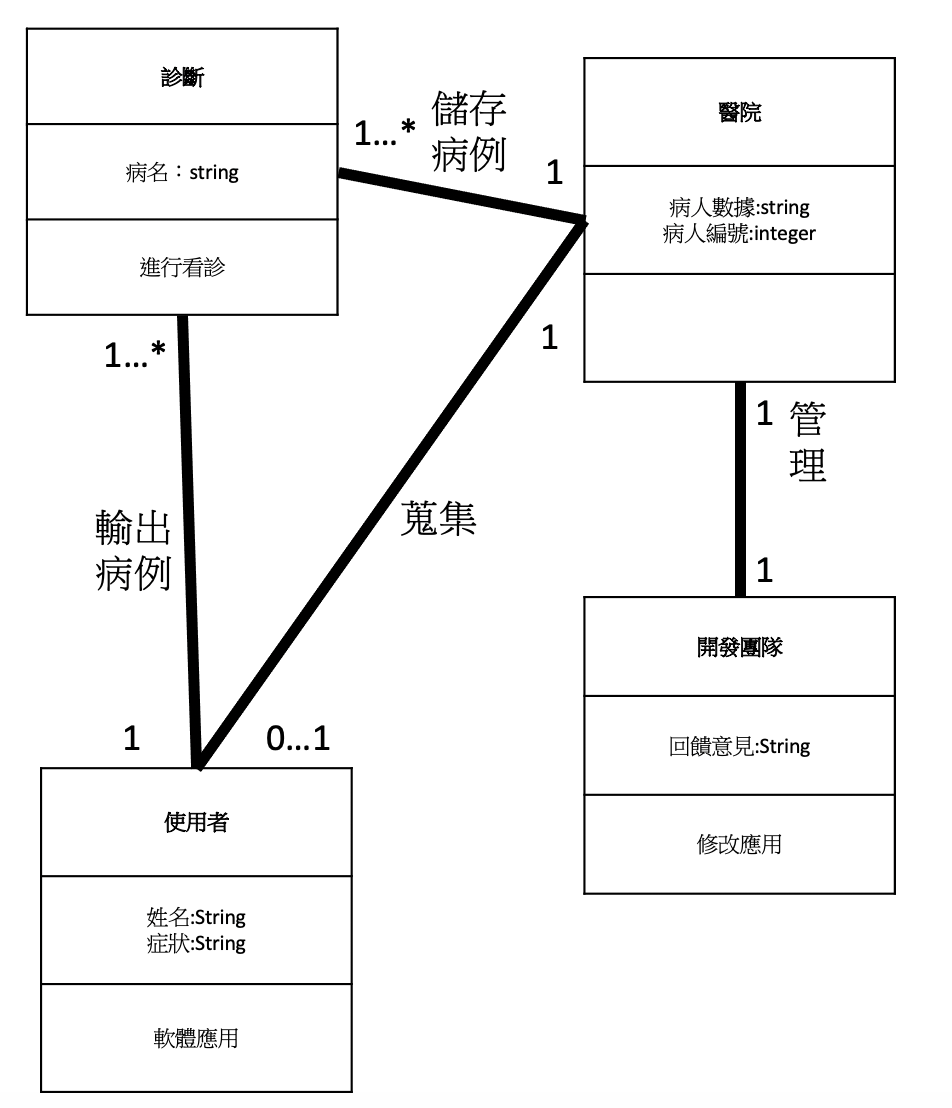 診斷
病名：string
進行看診
1…*
儲存
病例
1
醫院
病人數據:string
病人編號:integer
1…*
1
1
管
理
輸出
病例
蒐集
1
開發團隊
回饋意見:String
修改應用
1
0…1
使用者
姓名:String
症狀:String
軟體應用